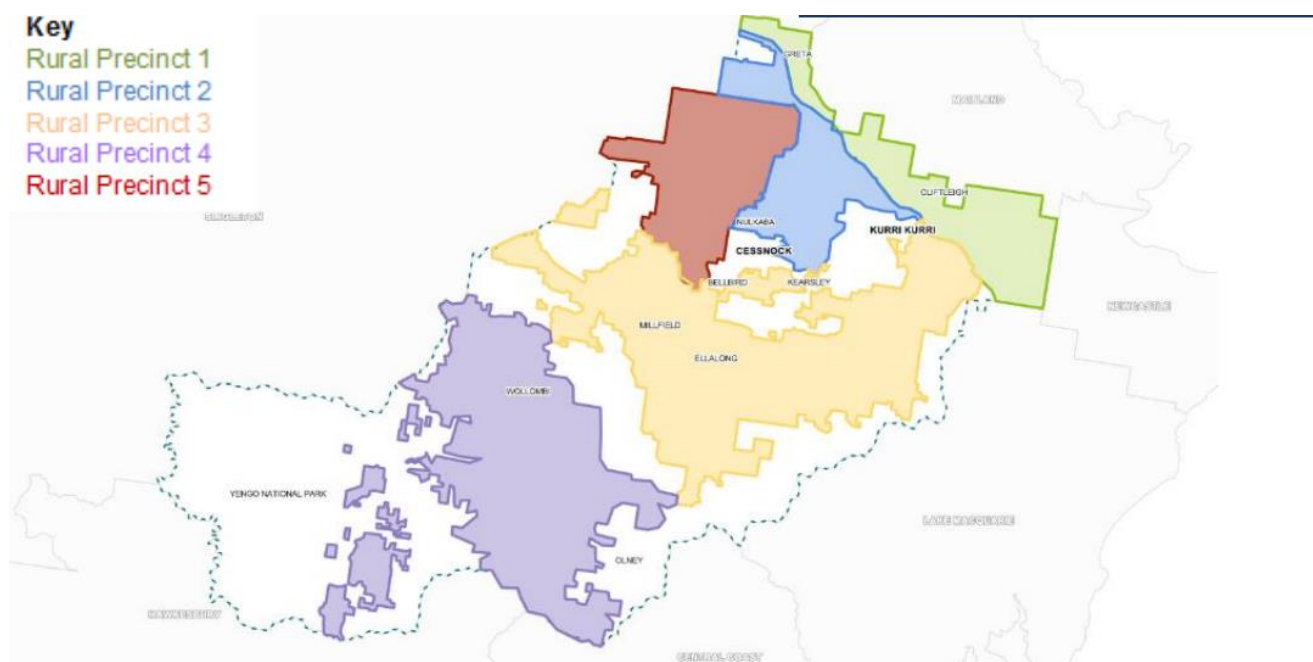 Key
Rural Precinct 1
Rural Precinct 2
Rural Precinct 3
Rural Precinct 4
Rural Precinct 5
GRETA
MAITLAND
CLIFTLEIGH
SINGLETON
NULKABA
KURRI KURRI
CESSNOCK
BELLBIRD
KEARSLEY
NEWCASTLE
MILLFIELD
ELLALONG
WOLLOMBI
YENGO NATIONAL PARK
LAKE MACQUARIE
OLNEY
HAWKESBURY
CENTRAL COAST